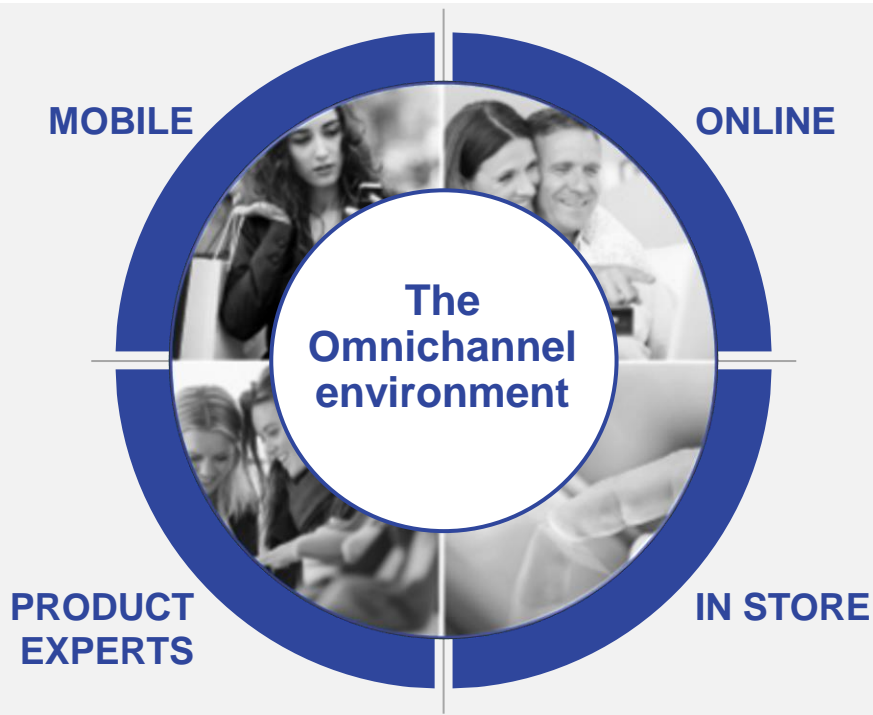 MOBILE
ONLINE
The
Omnichannel
environment
PRODUCT
EXPERTS
IN STORE